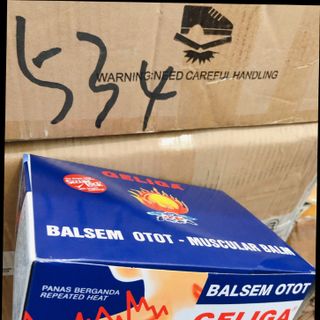 534
WARNING:NEED CAREFUL HANDLING
GELIGA
BALSEM OTOT - MUSCULAR BALM
PANAS BERGANDA
REPEATED HEAT
BALSEM OTOT
GELIGA